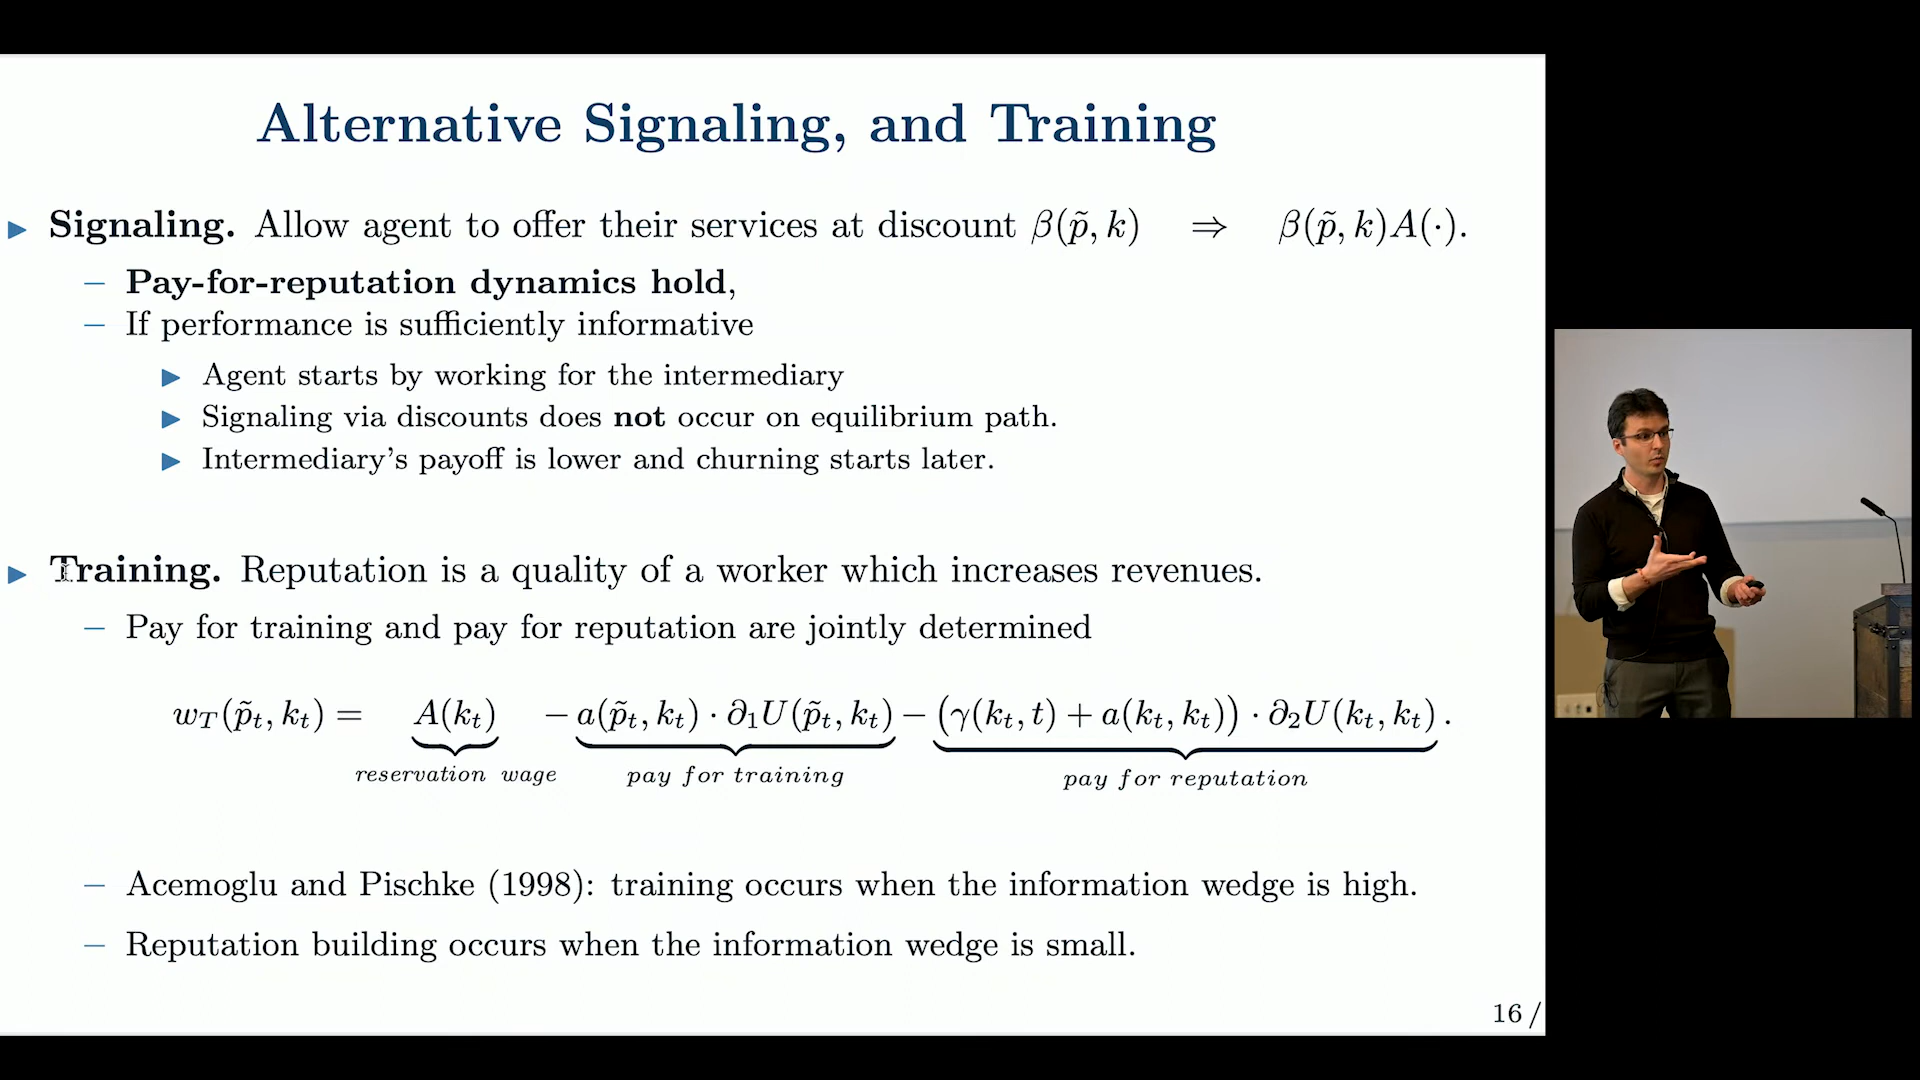 Alternative Signaling, and Training
▶ Signaling. Allow agent to offer their services at discount β(p̃, k) ⇒ β(p̃, k)A(·).
– Pay-for-reputation dynamics hold,
– If performance is sufficiently informative
▶ Agent starts by working for the intermediary
▶ Signaling via discounts does not occur on equilibrium path.
▶ Intermediary's payoff is lower and churning starts later.
▶ Training. Reputation is a quality of a worker which increases revenues.
– Pay for training and pay for reputation are jointly determined
w_T(p̃_t, k_t) = A(k_t) − a(p̃_t, k_t) · ∂₁U(p̃_t, k_t) − (γ(k_t, t) + a(k_t, k_t)) · ∂₂U(k_t, k_t).
reservation wage pay for training pay for reputation
– Acemoglu and Pischke (1998): training occurs when the information wedge is high.
– Reputation building occurs when the information wedge is small.
16 /